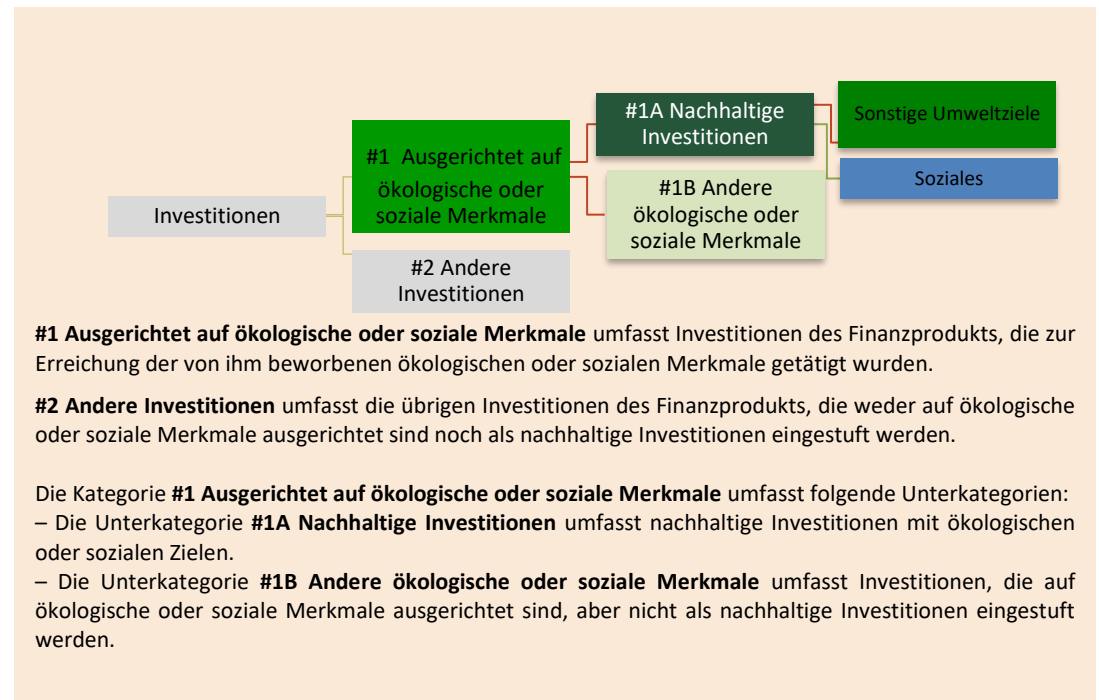 #1A Nachhaltige
Investitionen
Sonstige Umweltziele
#1 Ausgerichtet auf
ökologische oder
soziale Merkmale
Soziales
#1B Andere
ökologische oder
soziale Merkmale
Investitionen
#2 Andere
Investitionen
#1 Ausgerichtet auf ökologische oder soziale Merkmale umfasst Investitionen des Finanzprodukts, die zur
Erreichung der von ihm beworbenen ökologischen oder sozialen Merkmale getätigt wurden.
#2 Andere Investitionen umfasst die übrigen Investitionen des Finanzprodukts, die weder auf ökologische
oder soziale Merkmale ausgerichtet sind noch als nachhaltige Investitionen eingestuft werden.
Die Kategorie #1 Ausgerichtet auf ökologische oder soziale Merkmale umfasst folgende Unterkategorien:
– Die Unterkategorie #1A Nachhaltige Investitionen umfasst nachhaltige Investitionen mit ökologischen
oder sozialen Zielen.
– Die Unterkategorie #1B Andere ökologische oder soziale Merkmale umfasst Investitionen, die auf
ökologische oder soziale Merkmale ausgerichtet sind, aber nicht als nachhaltige Investitionen eingestuft
werden.